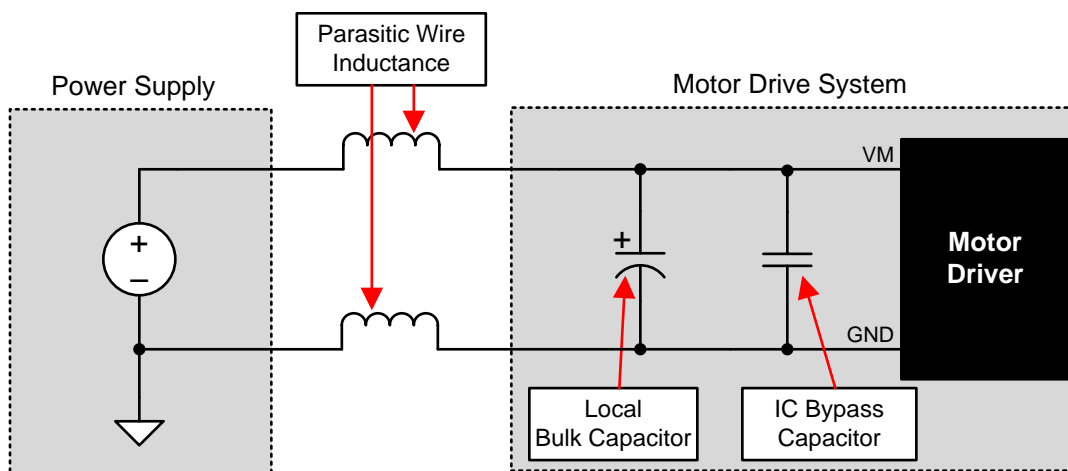 Parasitic Wire
Inductance
Power Supply
Motor Drive System
VM
+
+
–
Motor
Driver
GND
Local
Bulk Capacitor
IC Bypass
Capacitor